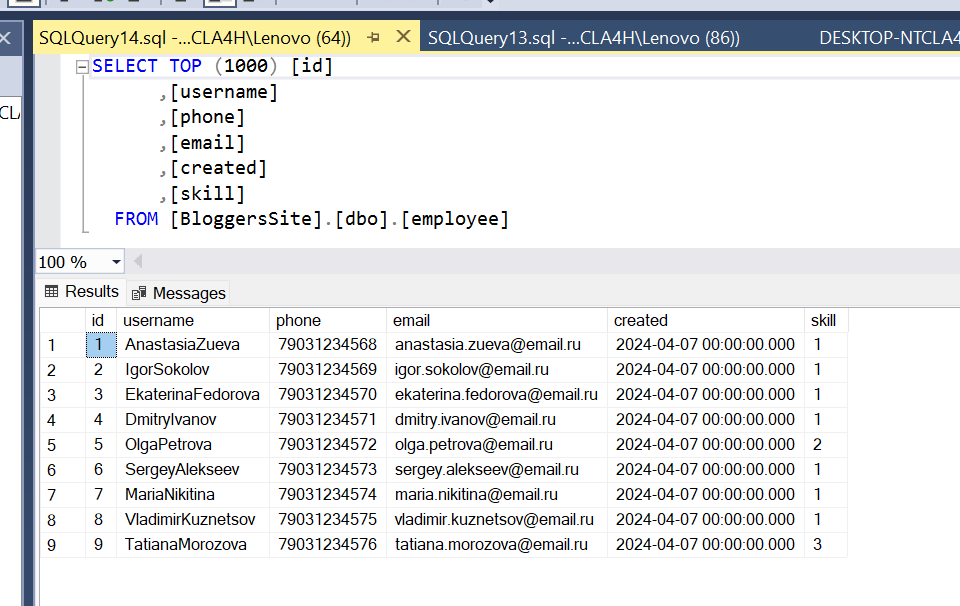 SQLQuery14.sql -...CLA4H\Lenovo (64)) SQLQuery13.sql -...CLA4H\Lenovo (86)) DESKTOP-NTCLA4
CLA
SELECT TOP (1000) [id]
,[username]
,[phone]
,[email]
,[created]
,[skill]
FROM [BloggersSite].[dbo].[employee]
100 %
Results Messages
id username phone email created skill
1 1 AnastasiaZueva 79031234568 anastasia.zueva@email.ru 2024-04-07 00:00:00.000 1
2 2 IgorSokolov 79031234569 igor.sokolov@email.ru 2024-04-07 00:00:00.000 1
3 3 EkaterinaFedorova 79031234570 ekaterina.fedorova@email.ru 2024-04-07 00:00:00.000 1
4 4 DmitryIvanov 79031234571 dmitry.ivanov@email.ru 2024-04-07 00:00:00.000 1
5 5 OlgaPetrova 79031234572 olga.petrova@email.ru 2024-04-07 00:00:00.000 2
6 6 SergeyAlekseev 79031234573 sergey.alekseev@email.ru 2024-04-07 00:00:00.000 1
7 7 MariaNikitina 79031234574 maria.nikitina@email.ru 2024-04-07 00:00:00.000 1
8 8 VladimirKuznetsov 79031234575 vladimir.kuznetsov@email.ru 2024-04-07 00:00:00.000 1
9 9 TatianaMorozova 79031234576 tatiana.morozova@email.ru 2024-04-07 00:00:00.000 3